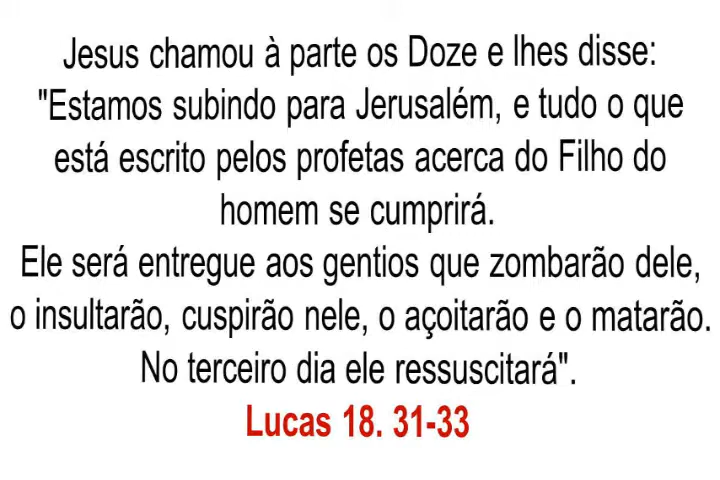 Jesus chamou à parte os Doze e lhes disse:
"Estamos subindo para Jerusalém, e tudo o que
está escrito pelos profetas acerca do Filho do
homem se cumprirá.
Ele será entregue aos gentios que zombarão dele,
o insultarão, cuspirão nele, o açoitarão e o matarão.
No terceiro dia ele ressuscitará".
Lucas 18. 31-33